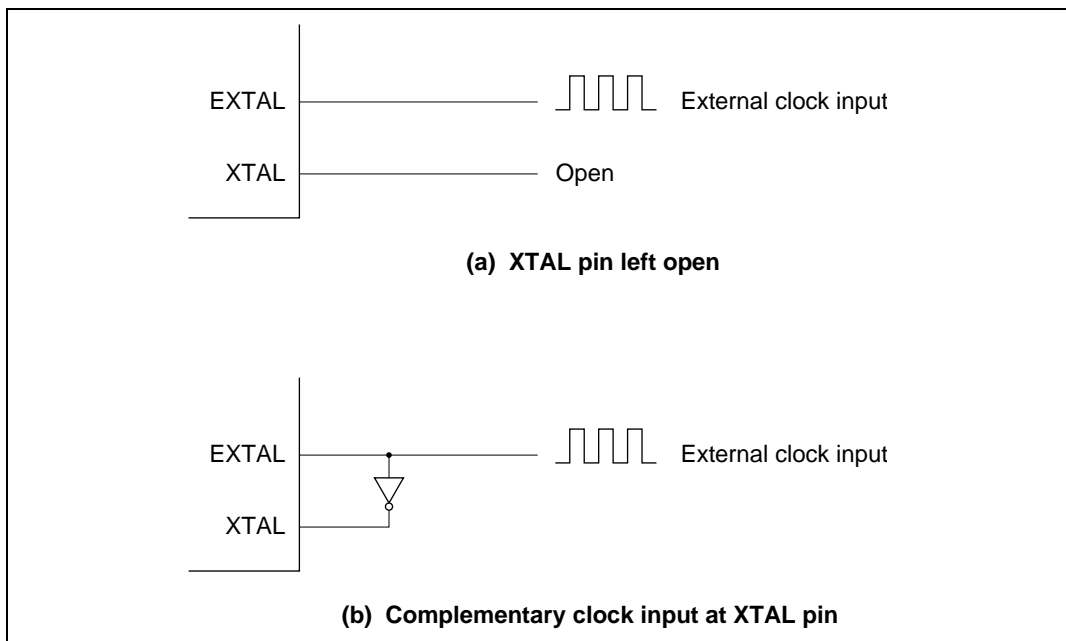 EXTAL External clock input
XTAL Open
(a) XTAL pin left open
EXTAL External clock input
XTAL
(b) Complementary clock input at XTAL pin